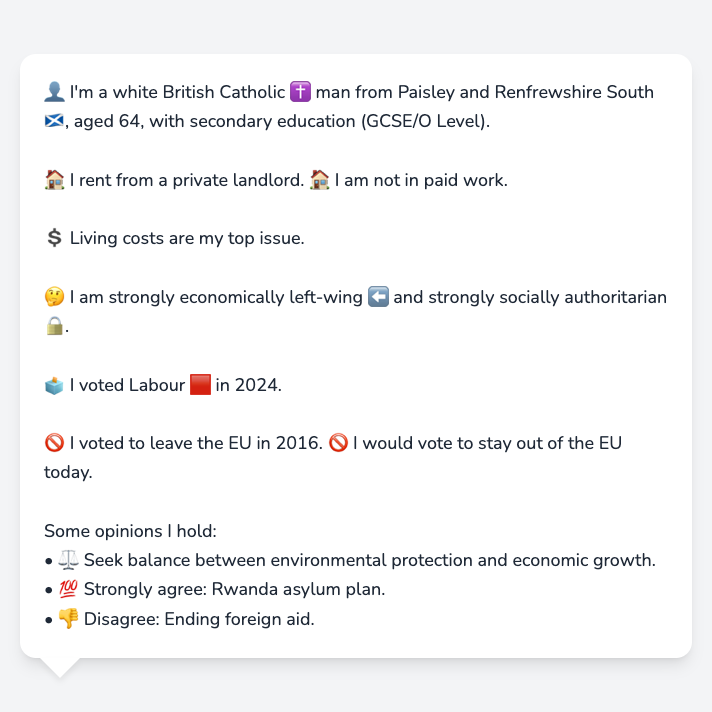 👤 I'm a white British Catholic ✝️ man from Paisley and Renfrewshire South
🏴󠁧󠁢󠁳󠁣󠁴󠁿, aged 64, with secondary education (GCSE/O Level).
🏠 I rent from a private landlord. 🏠 I am not in paid work.
💲 Living costs are my top issue.
🤔 I am strongly economically left-wing ⬅️ and strongly socially authoritarian
🔒.
🗳️ I voted Labour 🟥 in 2024.
🚫 I voted to leave the EU in 2016. 🚫 I would vote to stay out of the EU
today.
Some opinions I hold:
• ⚖️ Seek balance between environmental protection and economic growth.
• 💯 Strongly agree: Rwanda asylum plan.
• 👎 Disagree: Ending foreign aid.